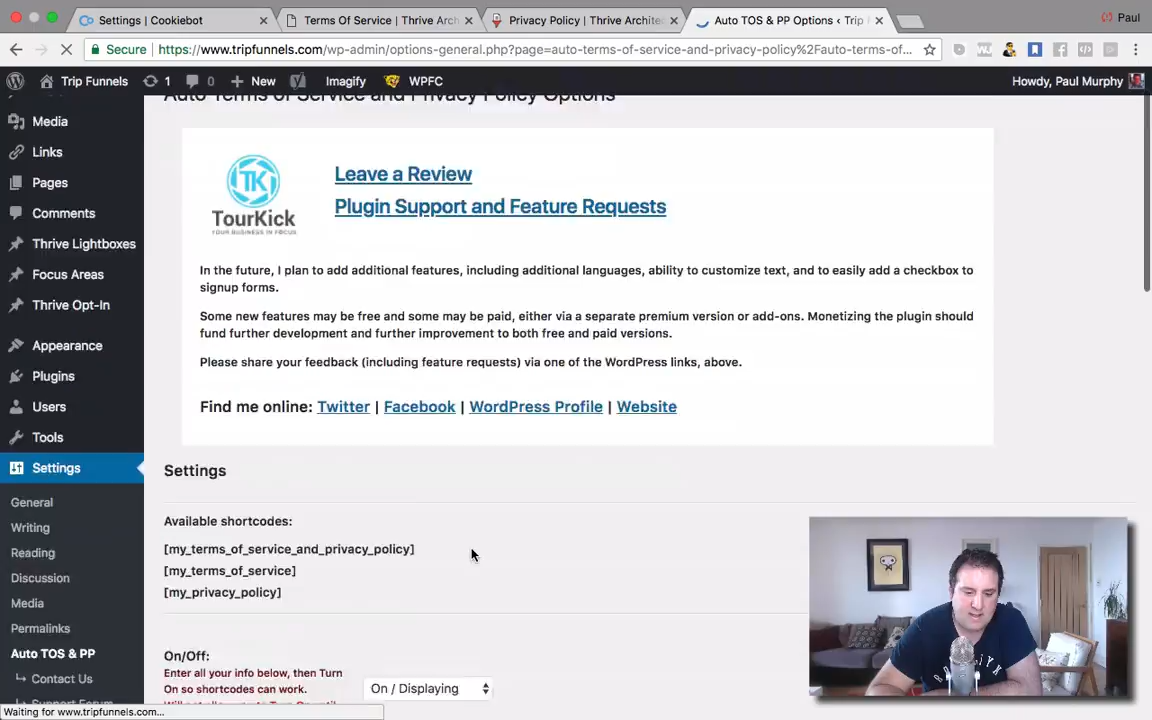 Settings | Cookiebot
Terms Of Service | Thrive Arch
Privacy Policy | Thrive Architec
Auto TOS & PP Options ‹ Trip
Paul
Secure
https://www.tripfunnels.com/wp-admin/options-general.php?page=auto-terms-of-service-and-privacy-policy%2Fauto-terms-of...
Trip Funnels
1
0
New
Imagify
WPFC
Howdy, Paul Murphy
Media
Links
Pages
Comments
Thrive Lightboxes
Focus Areas
Thrive Opt-In
Appearance
Plugins
Users
Tools
Settings
General
Writing
Reading
Discussion
Media
Permalinks
Auto TOS & PP
Contact Us
Support Forum
Waiting for www.tripfunnels.com...
Auto Terms of Service and Privacy Policy Options
TK
TourKick
YOUR BUSINESS IN FOCUS
Leave a Review
Plugin Support and Feature Requests
In the future, I plan to add additional features, including additional languages, ability to customize text, and to easily add a checkbox to
signup forms.
Some new features may be free and some may be paid, either via a separate premium version or add-ons. Monetizing the plugin should
fund further development and further improvement to both free and paid versions.
Please share your feedback (including feature requests) via one of the WordPress links, above.
Find me online: Twitter | Facebook | WordPress Profile | Website
Settings
Available shortcodes:
[my_terms_of_service_and_privacy_policy]
[my_terms_of_service]
[my_privacy_policy]
On/Off:
Enter all your info below, then Turn
On so shortcodes can work.
On / Displaying